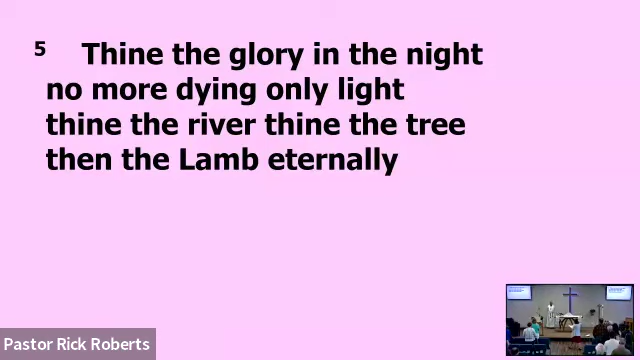 5 Thine the glory in the night
no more dying only light
thine the river thine the tree
then the Lamb eternally
Pastor Rick Roberts